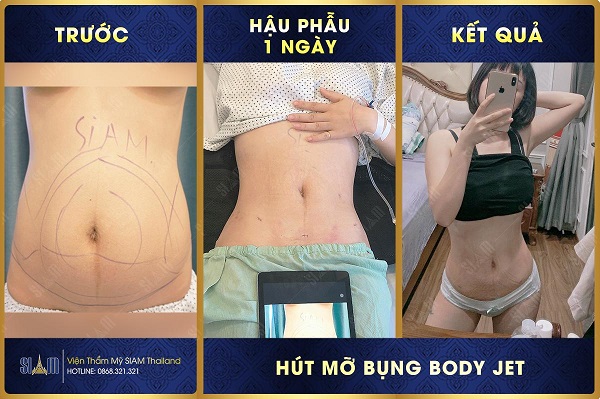 TRƯỚC
HẬU PHẪU
1 NGÀY
KẾT QUẢ
SIAM
SIAM
Viện Thẩm Mỹ SIAM Thailand
HOTLINE: 0868.321.321
HÚT MỠ BỤNG BODY JET